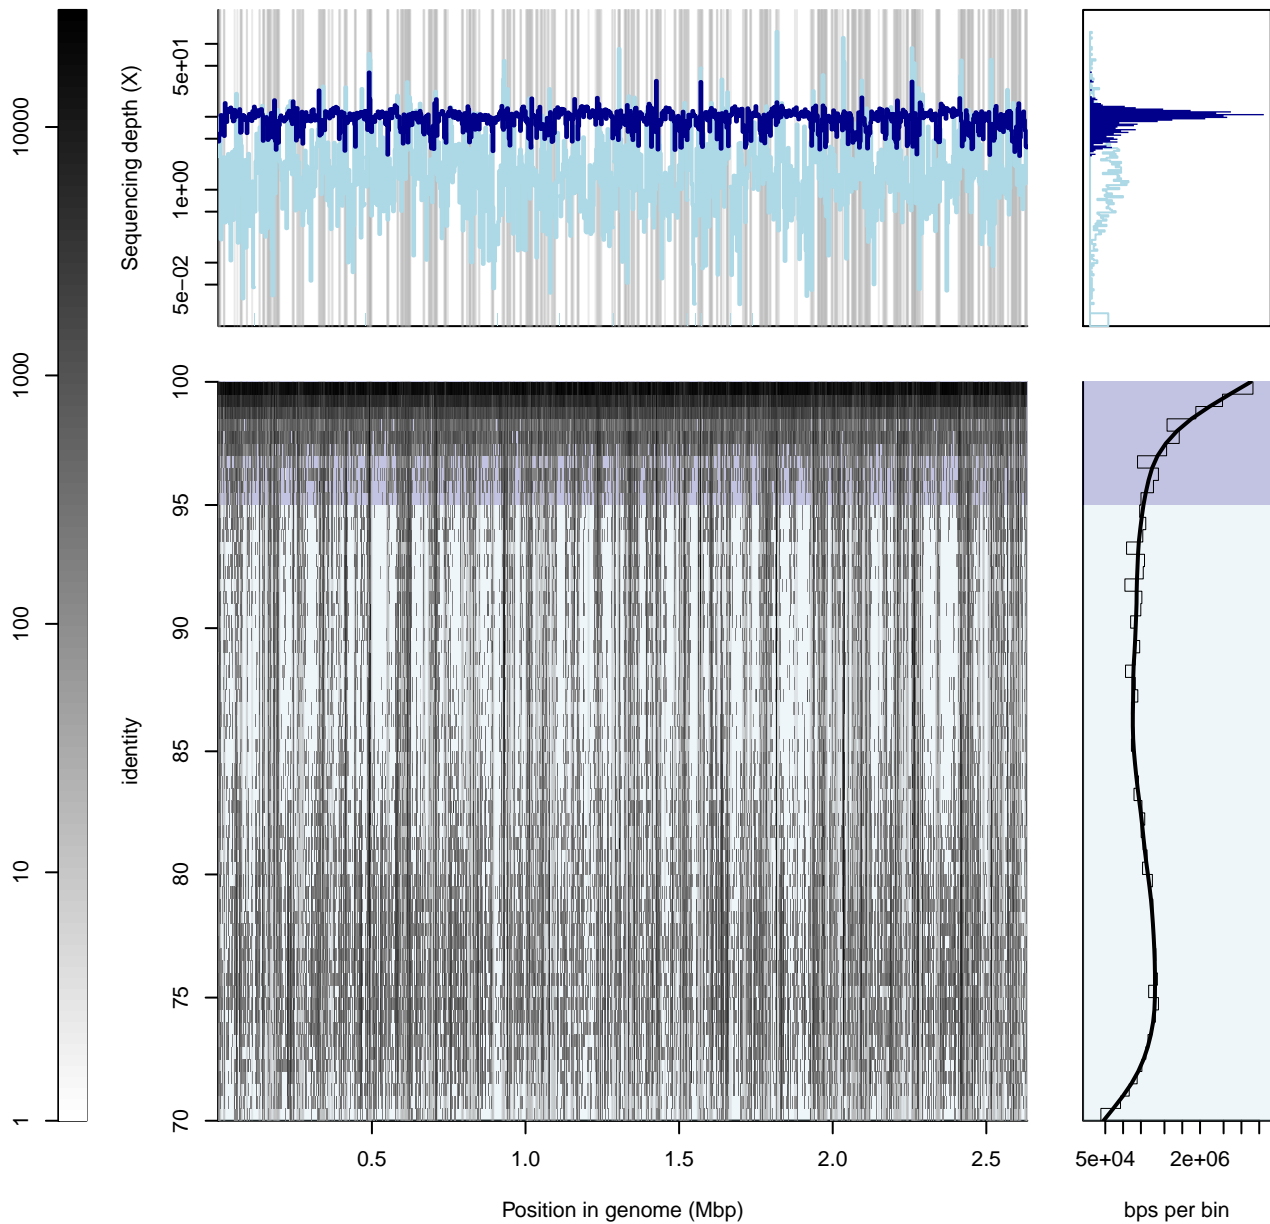 10000
1000
100
10
1
Sequencing depth (X)
5e+01
1e+00
5e−02
identity
100
95
90
85
80
75
70
0.5
1.0
1.5
2.0
2.5
Position in genome (Mbp)
5e+04
2e+06
bps per bin